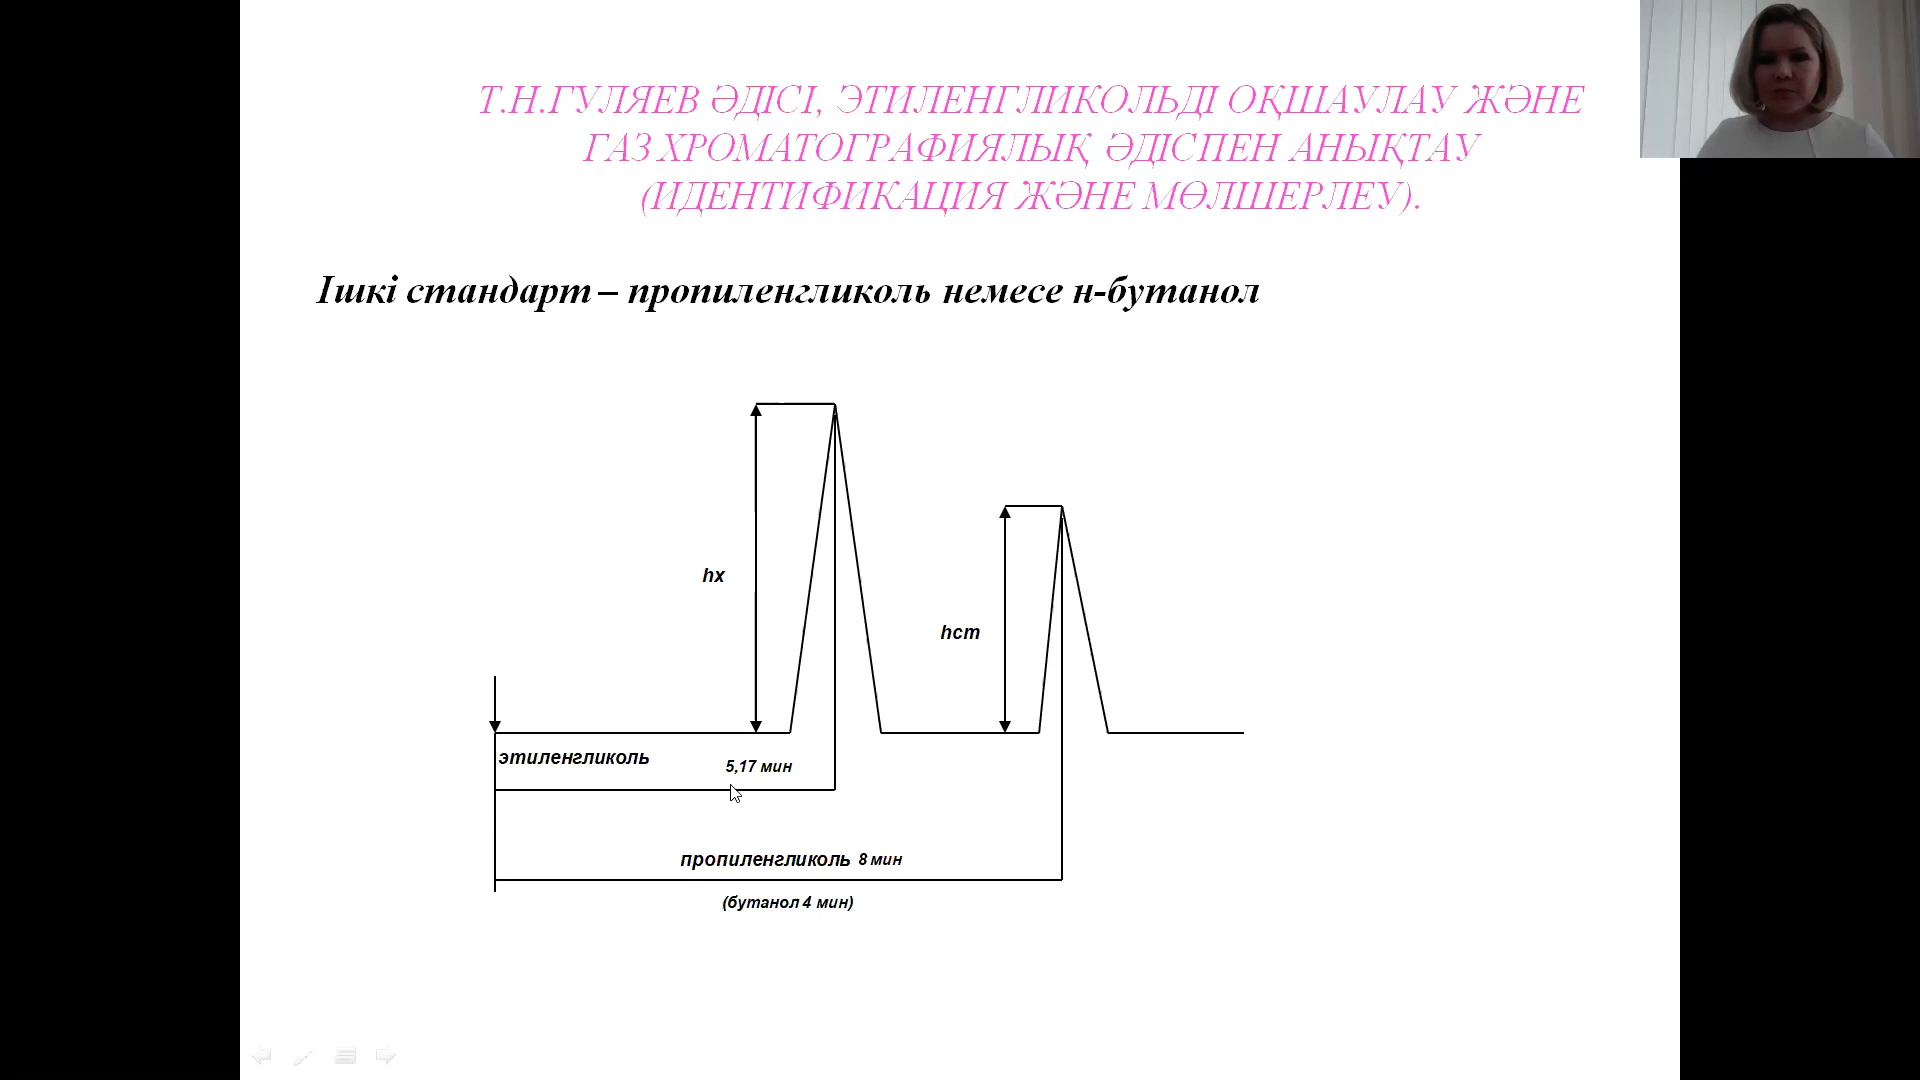 Т.Н.ГУЛЯЕВ ӘДІСІ, ЭТИЛЕНГЛИКОЛЬДІ ОҚШАУЛАУ ЖӘНЕ
ГАЗ ХРОМАТОГРАФИЯЛЫҚ ӘДІСПЕН АНЫҚТАУ
(ИДЕНТИФИКАЦИЯ ЖӘНЕ МӨЛШЕРЛЕУ).
Ішкі стандарт – пропиленгликоль немесе н-бутанол
hx
hст
этиленгликоль
5,17 мин
пропиленгликоль 8 мин
(бутанол 4 мин)